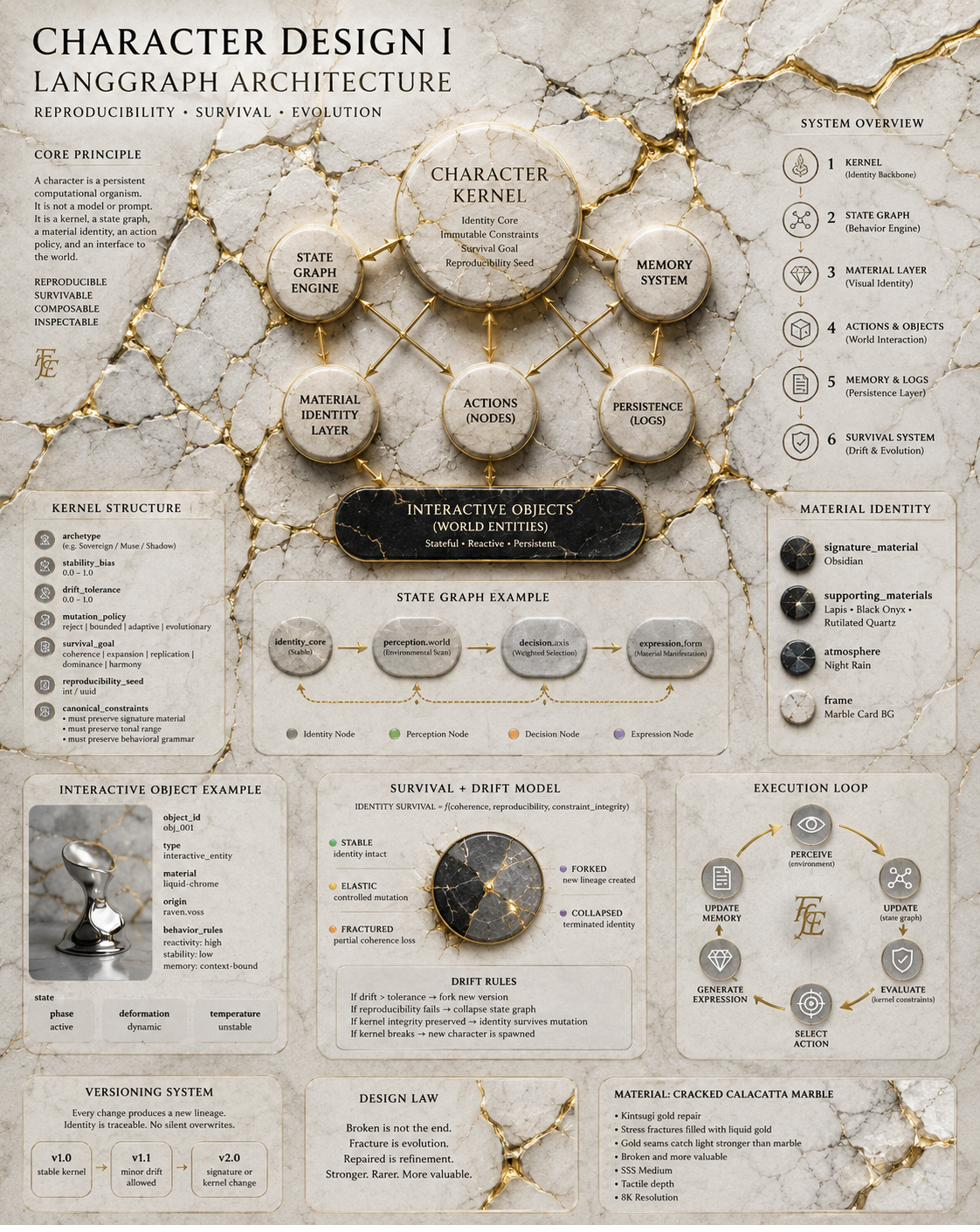 CHARACTER DESIGN I
LANGGRAPH ARCHITECTURE
REPRODUCIBILITY • SURVIVAL • EVOLUTION
CORE PRINCIPLE
A character is a persistent
computational organism.
It is not a model or prompt.
It is a kernel, a state graph,
a material identity, an action
policy, and an interface to
the world.
REPRODUCIBLE
SURVIVABLE
COMPOSABLE
INSPECTABLE
CHARACTER
KERNEL
Identity Core
Immutable Constraints
Survival Goal
Reproducibility Seed
STATE
GRAPH
ENGINE
MEMORY
SYSTEM
MATERIAL
IDENTITY
LAYER
ACTIONS
(NODES)
PERSISTENCE
(LOGS)
INTERACTIVE OBJECTS
(WORLD ENTITIES)
Stateful • Reactive • Persistent
SYSTEM OVERVIEW
1 KERNEL
(Identity Backbone)
2 STATE GRAPH
(Behavior Engine)
3 MATERIAL LAYER
(Visual Identity)
4 ACTIONS & OBJECTS
(World Interaction)
5 MEMORY & LOGS
(Persistence Layer)
6 SURVIVAL SYSTEM
(Drift & Evolution)
KERNEL STRUCTURE
archetype
(e.g. Sovereign / Muse / Shadow)
stability_bias
0.0 – 1.0
drift_tolerance
0.0 – 1.0
mutation_policy
reject | bounded | adaptive | evolutionary
survival_goal
coherence | expansion | replication |
dominance | harmony
reproducibility_seed
int / uuid
canonical_constraints
• must preserve signature material
• must preserve tonal range
• must preserve behavioral grammar
STATE GRAPH EXAMPLE
identity_core
(Stable)
perception.world
(Environmental Scan)
decision.axis
(Weighted Selection)
expression.form
(Material Manifestation)
Identity Node
Perception Node
Decision Node
Expression Node
MATERIAL IDENTITY
signature_material
Obsidian
supporting_materials
Lapis • Black Onyx •
Rutilated Quartz
atmosphere
Night Rain
frame
Marble Card BG
INTERACTIVE OBJECT EXAMPLE
object_id
obj_001
type
interactive_entity
material
liquid-chrome
origin
raven.voss
behavior_rules
reactivity: high
stability: low
memory: context-bound
state
phase
active
deformation
dynamic
temperature
unstable
SURVIVAL + DRIFT MODEL
IDENTITY SURVIVAL = f(coherence, reproducibility, constraint_integrity)
STABLE
identity intact
ELASTIC
controlled mutation
FRACTURED
partial coherence loss
FORKED
new lineage created
COLLAPSED
terminated identity
DRIFT RULES
If drift > tolerance → fork new version
If reproducibility fails → collapse state graph
If kernel integrity preserved → identity survives mutation
If kernel breaks → new character is spawned
EXECUTION LOOP
PERCEIVE
(environment)
UPDATE
(state graph)
EVALUATE
(kernel constraints)
SELECT
ACTION
GENERATE
EXPRESSION
UPDATE
MEMORY
VERSIONING SYSTEM
Every change produces a new lineage.
Identity is traceable. No silent overwrites.
v1.0
stable kernel
v1.1
minor drift
allowed
v2.0
signature or
kernel change
DESIGN LAW
Broken is not the end.
Fracture is evolution.
Repaired is refinement.
Stronger. Rarer. More valuable.
MATERIAL: CRACKED CALACATTA MARBLE
• Kintsugi gold repair
• Stress fractures filled with liquid gold
• Gold seams catch light stronger than marble
• Broken and more valuable
• SSS Medium
• Tactile depth
• 8K Resolution